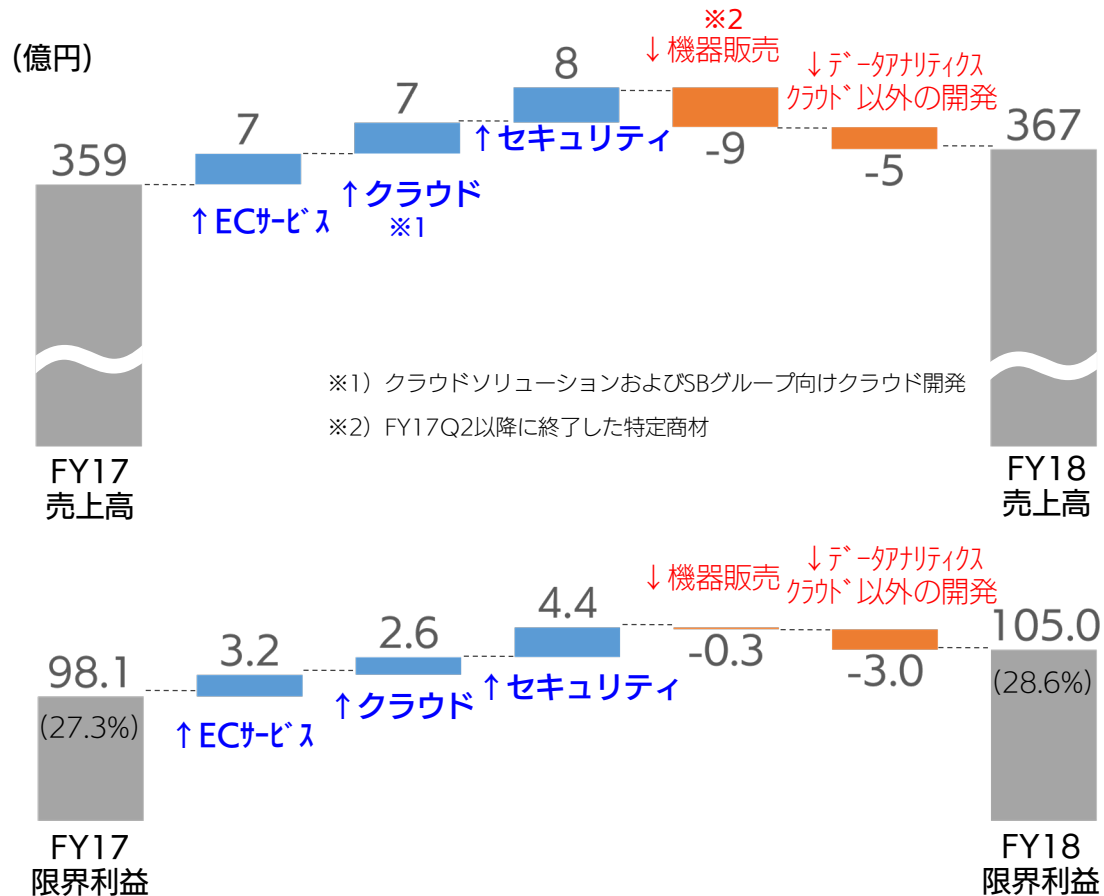 (億円)
359
7
↑ECｻｰﾋﾞｽ
7
↑クラウド
※1
8
↑セキュリティ
※2
↓機器販売
-9
↓ﾃﾞｰﾀｱﾅﾘﾃｨｸｽ
ｸﾗｳﾄﾞ以外の開発
-5
367
※1）クラウドソリューションおよびSBグループ向けクラウド開発
※2）FY17Q2以降に終了した特定商材
FY17
売上高
FY18
売上高
98.1
(27.3%)
3.2
↑ECｻｰﾋﾞｽ
2.6
↑クラウド
4.4
↑セキュリティ
↓機器販売
-0.3
↓ﾃﾞｰﾀｱﾅﾘﾃｨｸｽ
ｸﾗｳﾄﾞ以外の開発
-3.0
105.0
(28.6%)
FY17
限界利益
FY18
限界利益